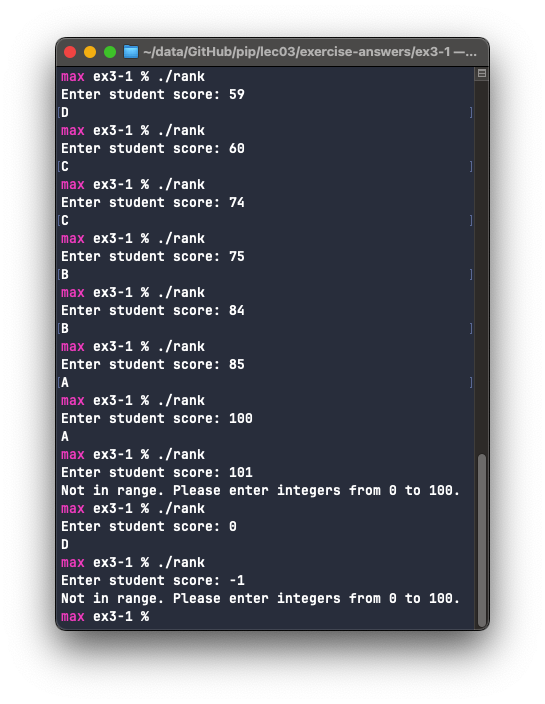 ~/data/GitHub/pip/lec03/exercise-answers/ex3-1 —...
max ex3-1 % ./rank
Enter student score: 59
[D ]
max ex3-1 % ./rank
Enter student score: 60
[C ]
max ex3-1 % ./rank
Enter student score: 74
[C ]
max ex3-1 % ./rank
Enter student score: 75
[B ]
max ex3-1 % ./rank
Enter student score: 84
[B ]
max ex3-1 % ./rank
Enter student score: 85
[A ]
max ex3-1 % ./rank
Enter student score: 100
A
max ex3-1 % ./rank
Enter student score: 101
Not in range. Please enter integers from 0 to 100.
max ex3-1 % ./rank
Enter student score: 0
D
max ex3-1 % ./rank
Enter student score: -1
Not in range. Please enter integers from 0 to 100.
max ex3-1 %